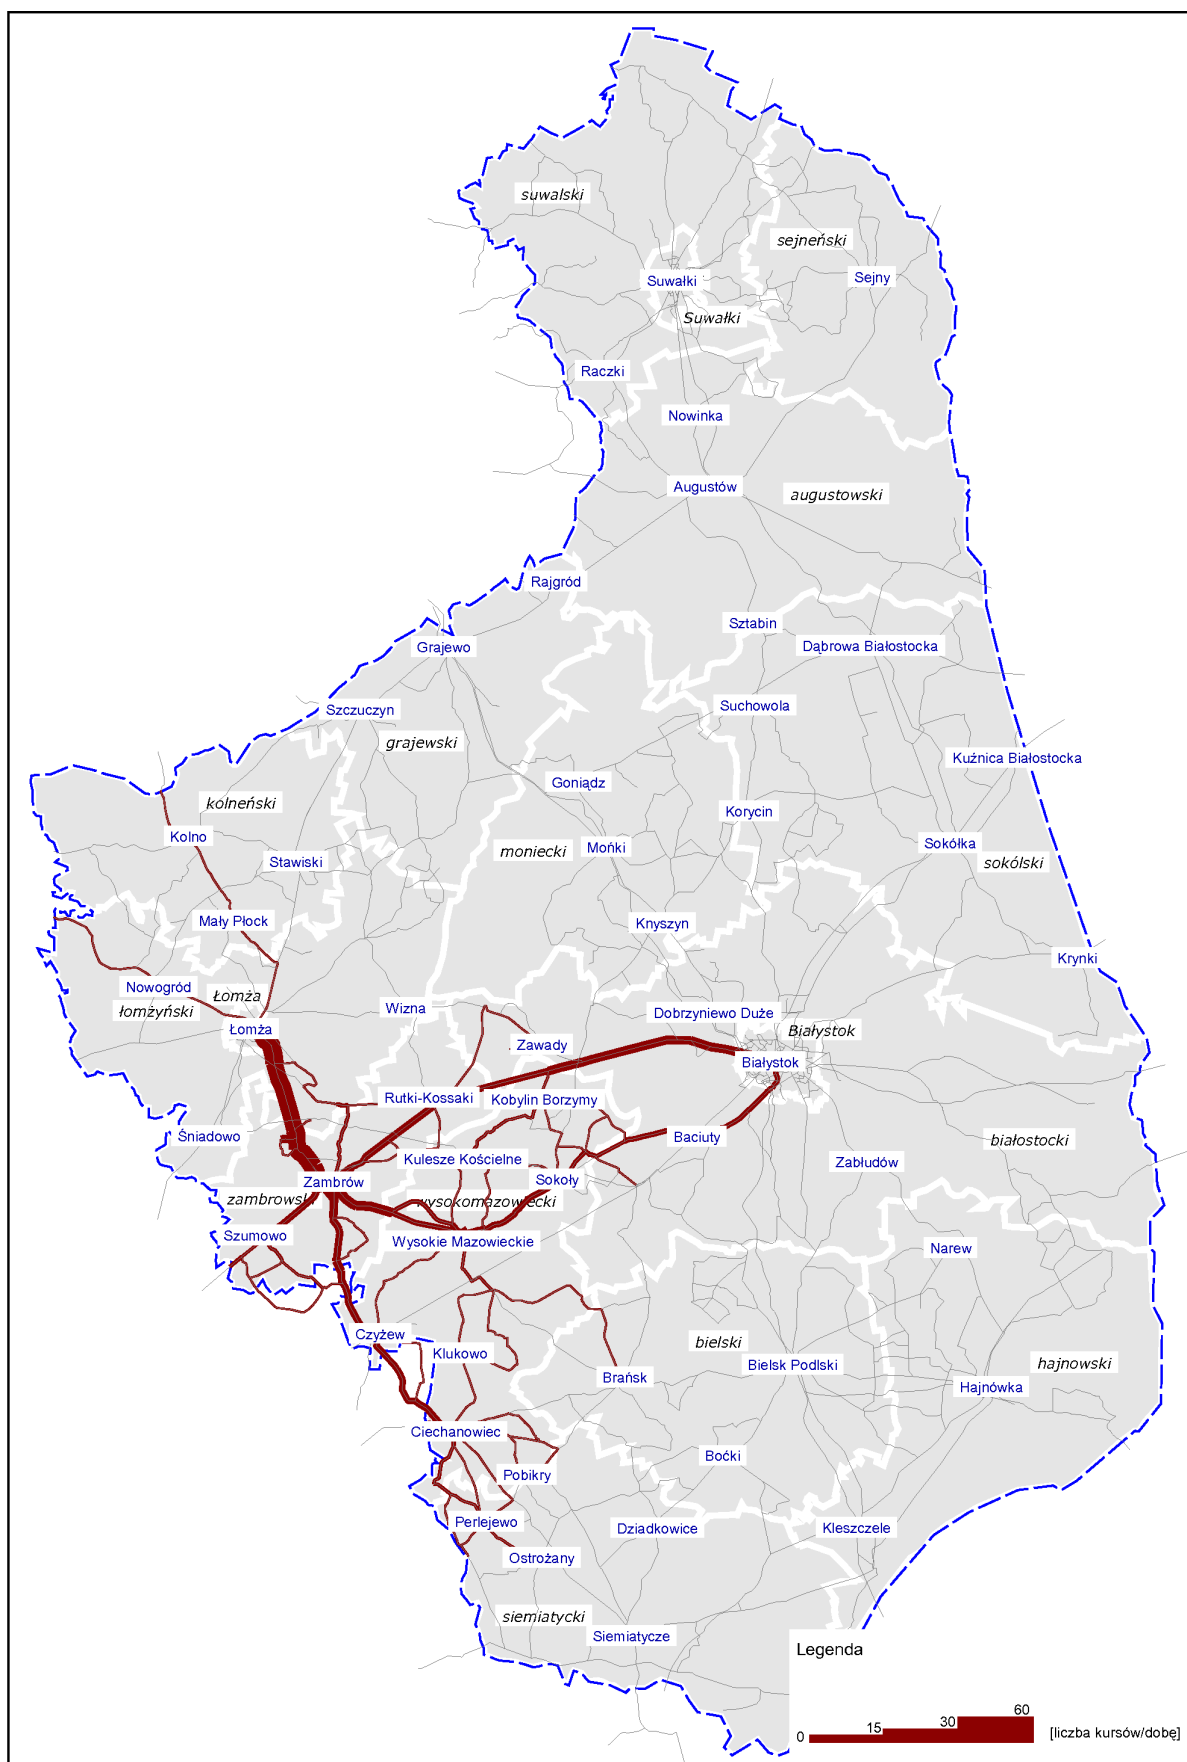 suwalski
sejneński
Sejny
Suwałki
Suwałki
Raczki
Nowinka
Augustów
augustowski
Rajgród
Sztabin
Grajewo
Dąbrowa Białostocka
Suchowola
Szczuczyn
grajewski
Kuźnica Białostocka
Goniądz
kolneński
Korycin
Kolno
Mońki
Sokółka
moniecki
Stawiski
sokólski
Mały Płock
Knyszyn
Krynki
Nowogród
Łomża
łomżyński
Wizna
Dobrzyniewo Duże
Łomża
Białystok
Zawady
Białystok
Rutki-Kossaki
Kobylin Borzymy
Śniadowo
Baciuty
białostocki
Kulesze Kościelne
Zabłudów
Zambrów
Sokoły
zambrowski
wysokomazowiecki
Szumowo
Wysokie Mazowieckie
Narew
Czyżew
bielski
Klukowo
Bielsk Podlski
hajnowski
Brańsk
Hajnówka
Ciechanowiec
Boćki
Pobikry
Perlejewo
Dziadkowice
Kleszczele
Ostrożany
siemiatycki
Siemiatycze
Legenda
0 15 30 60
[liczba kursów/dobę]